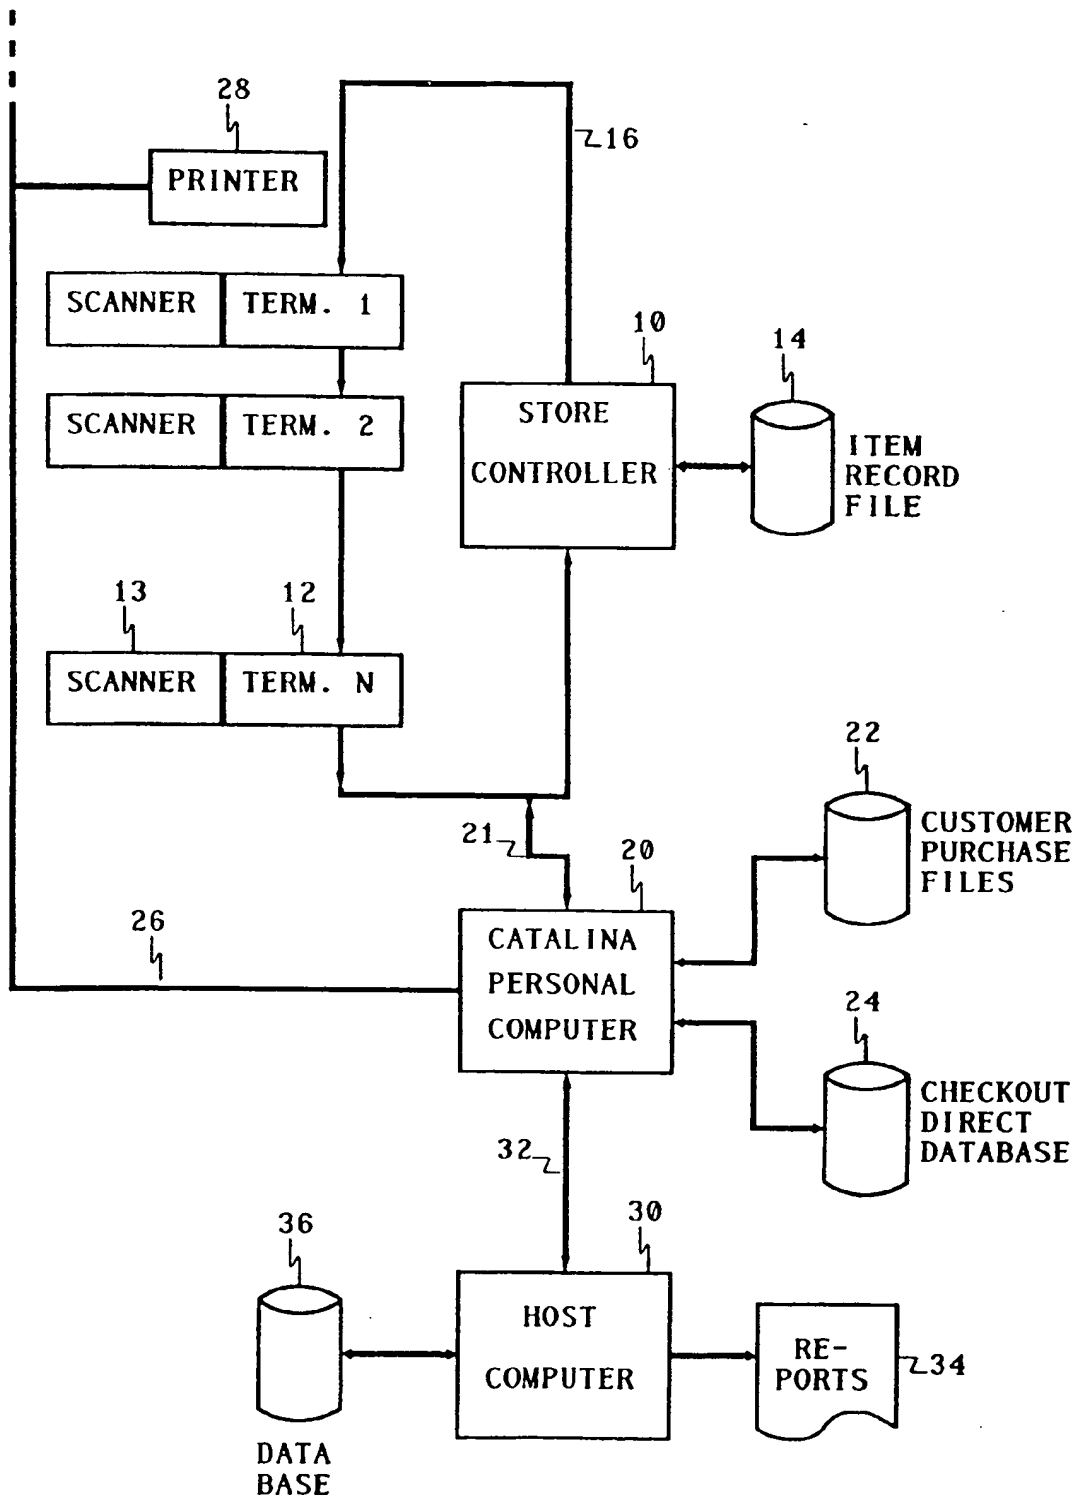 28
16
PRINTER
SCANNER TERM. 1
10
14
SCANNER TERM. 2
STORE
CONTROLLER
ITEM
RECORD
FILE
13
12
SCANNER TERM. N
22
CUSTOMER
PURCHASE
FILES
21
20
26
CATALINA
PERSONAL
COMPUTER
24
CHECKOUT
DIRECT
DATABASE
32
36
30
HOST
COMPUTER
RE-
PORTS
34
DATA
BASE